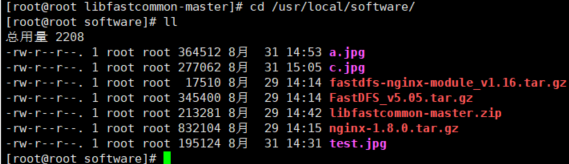 [root@root libfastcommon-master]# cd /usr/local/software/
[root@root software]# ll
总用量 2208
-rw-r--r--. 1 root root 364512 8月  31 14:53 a.jpg
-rw-r--r--. 1 root root 277062 8月  31 15:05 c.jpg
-rw-r--r--. 1 root root  17510 8月  29 14:14 fastdfs-nginx-module_v1.16.tar.gz
-rw-r--r--. 1 root root 345400 8月  29 14:14 FastDFS_v5.05.tar.gz
-rw-r--r--. 1 root root 213281 8月  29 14:42 libfastcommon-master.zip
-rw-r--r--. 1 root root 832104 8月  29 14:15 nginx-1.8.0.tar.gz
-rw-r--r--. 1 root root 195124 8月  31 14:31 test.jpg
[root@root software]#